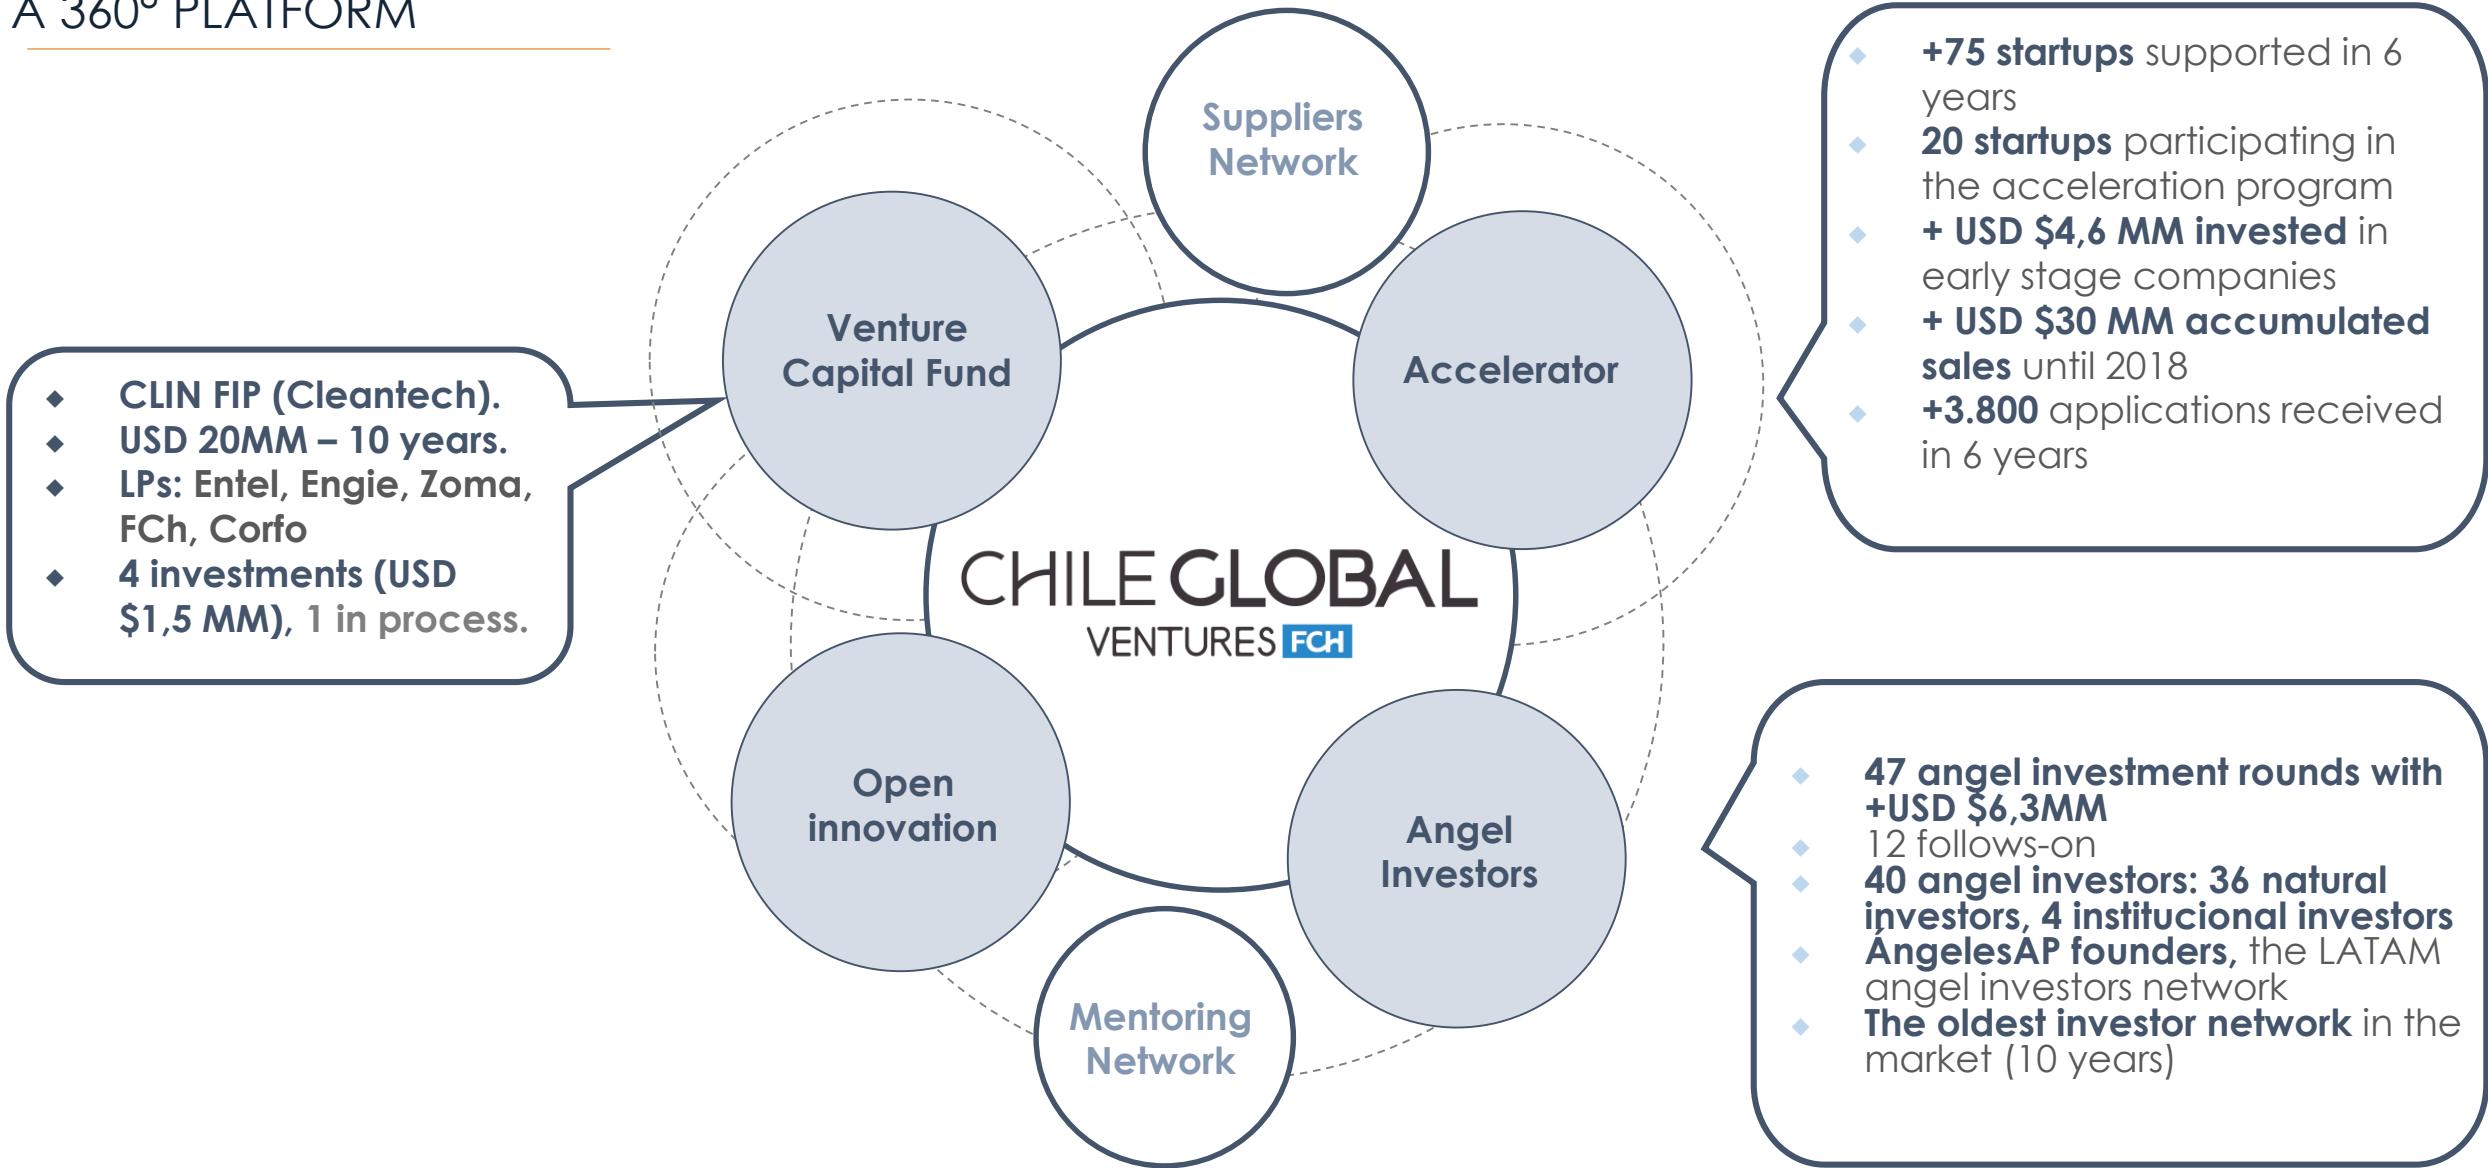 A 360° PLATFORM
Suppliers
Network
Venture
Capital Fund
Accelerator
CHILE GLOBAL
VENTURES FCH
Open
innovation
Angel
Investors
Mentoring
Network
◆ CLIN FIP (Cleantech).
◆ USD 20MM – 10 years.
◆ LPs: Entel, Engie, Zoma,
FCh, Corfo
◆ 4 investments (USD
$1,5 MM), 1 in process.
◆ +75 startups supported in 6
years
◆ 20 startups participating in
the acceleration program
◆ + USD $4,6 MM invested in
early stage companies
◆ + USD $30 MM accumulated
sales until 2018
◆ +3.800 applications received
in 6 years
◆ 47 angel investment rounds with
+USD $6,3MM
◆ 12 follows-on
◆ 40 angel investors: 36 natural
investors, 4 institucional investors
◆ ÁngelesAP founders, the LATAM
angel investors network
◆ The oldest investor network in the
market (10 years)